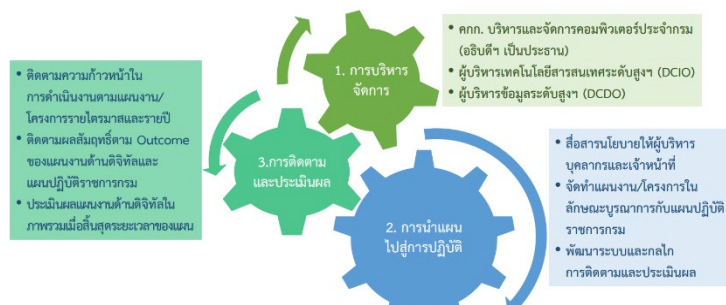 1. การบริหาร
จัดการ
• คกก. บริหารและจัดการคอมพิวเตอร์ประจำกรม
(อธิบดีฯ เป็นประธาน)
• ผู้บริหารเทคโนโลยีสารสนเทศระดับสูงฯ (DCIO)
• ผู้บริหารข้อมูลระดับสูงฯ (DCDO)
2. การนำแผน
ไปสู่การปฏิบัติ
• สื่อสารนโยบายให้ผู้บริหาร
บุคลากรและเจ้าหน้าที่
• จัดทำแผนงาน/โครงการใน
ลักษณะบูรณาการกับแผนปฏิบัติ
ราชการกรม
• พัฒนาระบบและกลไก
การติดตามและประเมินผล
3.การติดตาม
และประเมินผล
• ติดตามความก้าวหน้าใน
การดำเนินงานตามแผนงาน/
โครงการรายไตรมาสและรายปี
• ติดตามผลสัมฤทธิ์ตาม Outcome
ของแผนงานด้านดิจิทัลและ
แผนปฏิบัติราชการกรม
• ประเมินผลแผนงานด้านดิจิทัลใน
ภาพรวมเมื่อสิ้นสุดระยะเวลาของแผน